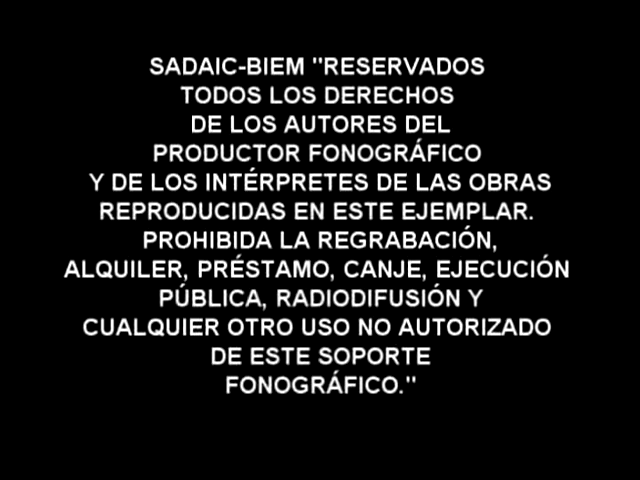 SADAIC-BIEM "RESERVADOS
TODOS LOS DERECHOS
DE LOS AUTORES DEL
PRODUCTOR FONOGRÁFICO
Y DE LOS INTÉRPRETES DE LAS OBRAS
REPRODUCIDAS EN ESTE EJEMPLAR.
PROHIBIDA LA REGRABACIÓN,
ALQUILER, PRÉSTAMO, CANJE, EJECUCIÓN
PÚBLICA, RADIODIFUSIÓN Y
CUALQUIER OTRO USO NO AUTORIZADO
DE ESTE SOPORTE
FONOGRÁFICO."